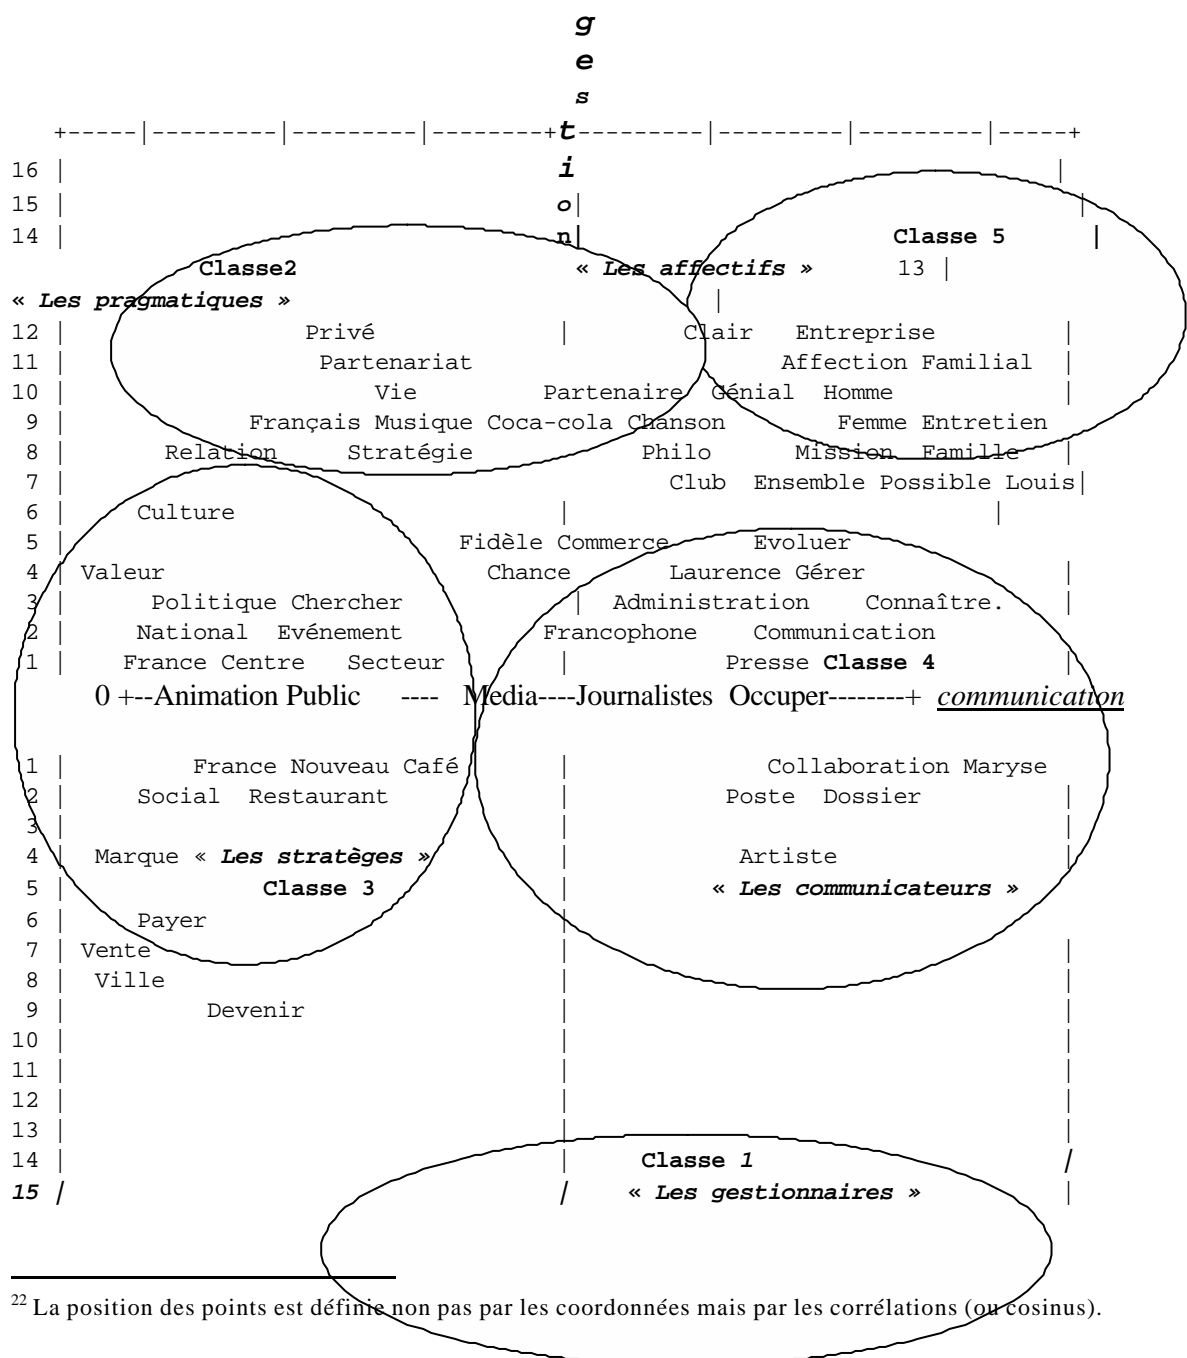 g
e
s
+-----|---------|---------|--------+t---------|---------|---------|-----+
16 | i |
15 | o| |
14 | n| Classe 5 |
Classe2 « Les affectifs » 13 |
« Les pragmatiques » |
12 | Privé | Clair Entreprise |
11 | Partenariat Affection Familial |
10 | Vie Partenaire Génial Homme |
9 | Français Musique Coca-cola Chanson Femme Entretien
8 | Relation Stratégie Philo Mission Famille |
7 | Club Ensemble Possible Louis|
6 | Culture | |
5 | Fidèle Commerce Evoluer
4 | Valeur Chance Laurence Gérer |
3 | Politique Chercher | Administration Connaître. |
2 | National Evénement Francophone Communication
1 | France Centre Secteur | Presse Classe 4 |
0 +--Animation Public ---- Media----Journalistes Occuper--------+ communication
1 | France Nouveau Café | Collaboration Maryse
2 | Social Restaurant | Poste Dossier |
3 | | |
4 | Marque « Les stratèges » | Artiste |
5 | Classe 3 | « Les communicateurs »
6 | Payer |
7 | Vente | |
8 | Ville | |
9 | Devenir | |
10 | | |
11 | | |
12 | | |
13 | | |
14 | | Classe 1 |
15 | | « Les gestionnaires » |
22 La position des points est définie non pas par les coordonnées mais par les corrélations (ou cosinus).